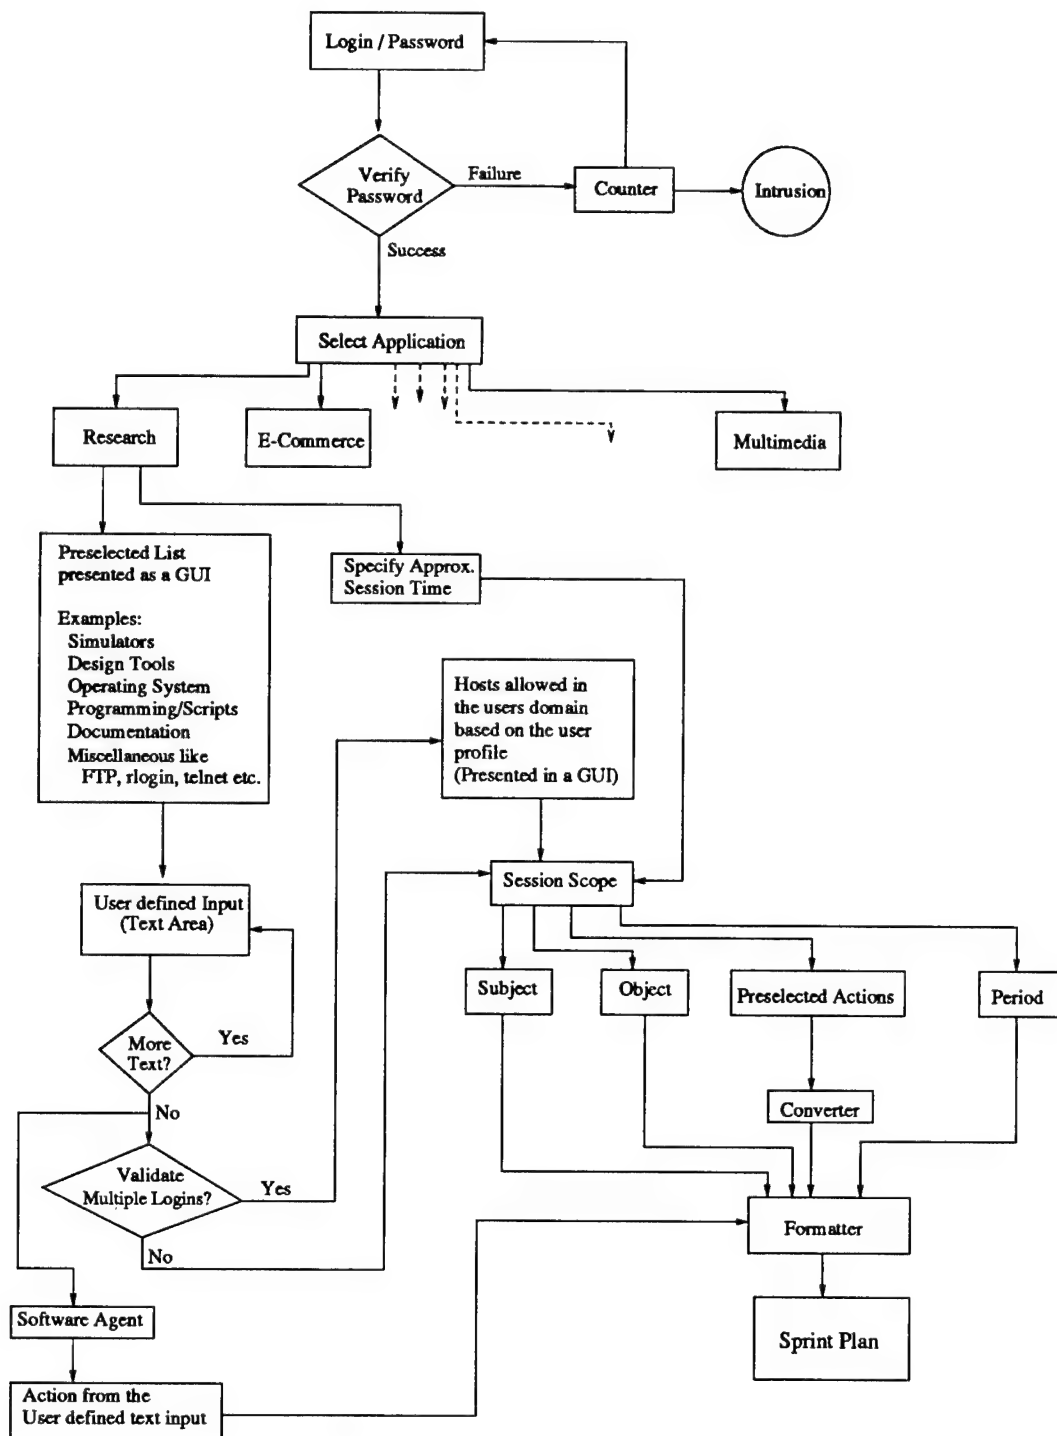 Login / Password
Verify
Password
Failure
Counter
Intrusion
Success
Select Application
Research
E-Commerce
Multimedia
Preselected List
presented as a GUI
Examples:
Simulators
Design Tools
Operating System
Programming/Scripts
Documentation
Miscellaneous like
FTP, rlogin, telnet etc.
Specify Approx.
Session Time
Hosts allowed in
the users domain
based on the user
profile
(Presented in a GUI)
Session Scope
User defined Input
(Text Area)
Subject
Object
Preselected Actions
Period
More
Text?
Yes
No
Converter
Validate
Multiple Logins?
Yes
No
Formatter
Software Agent
Sprint Plan
Action from the
User defined text input